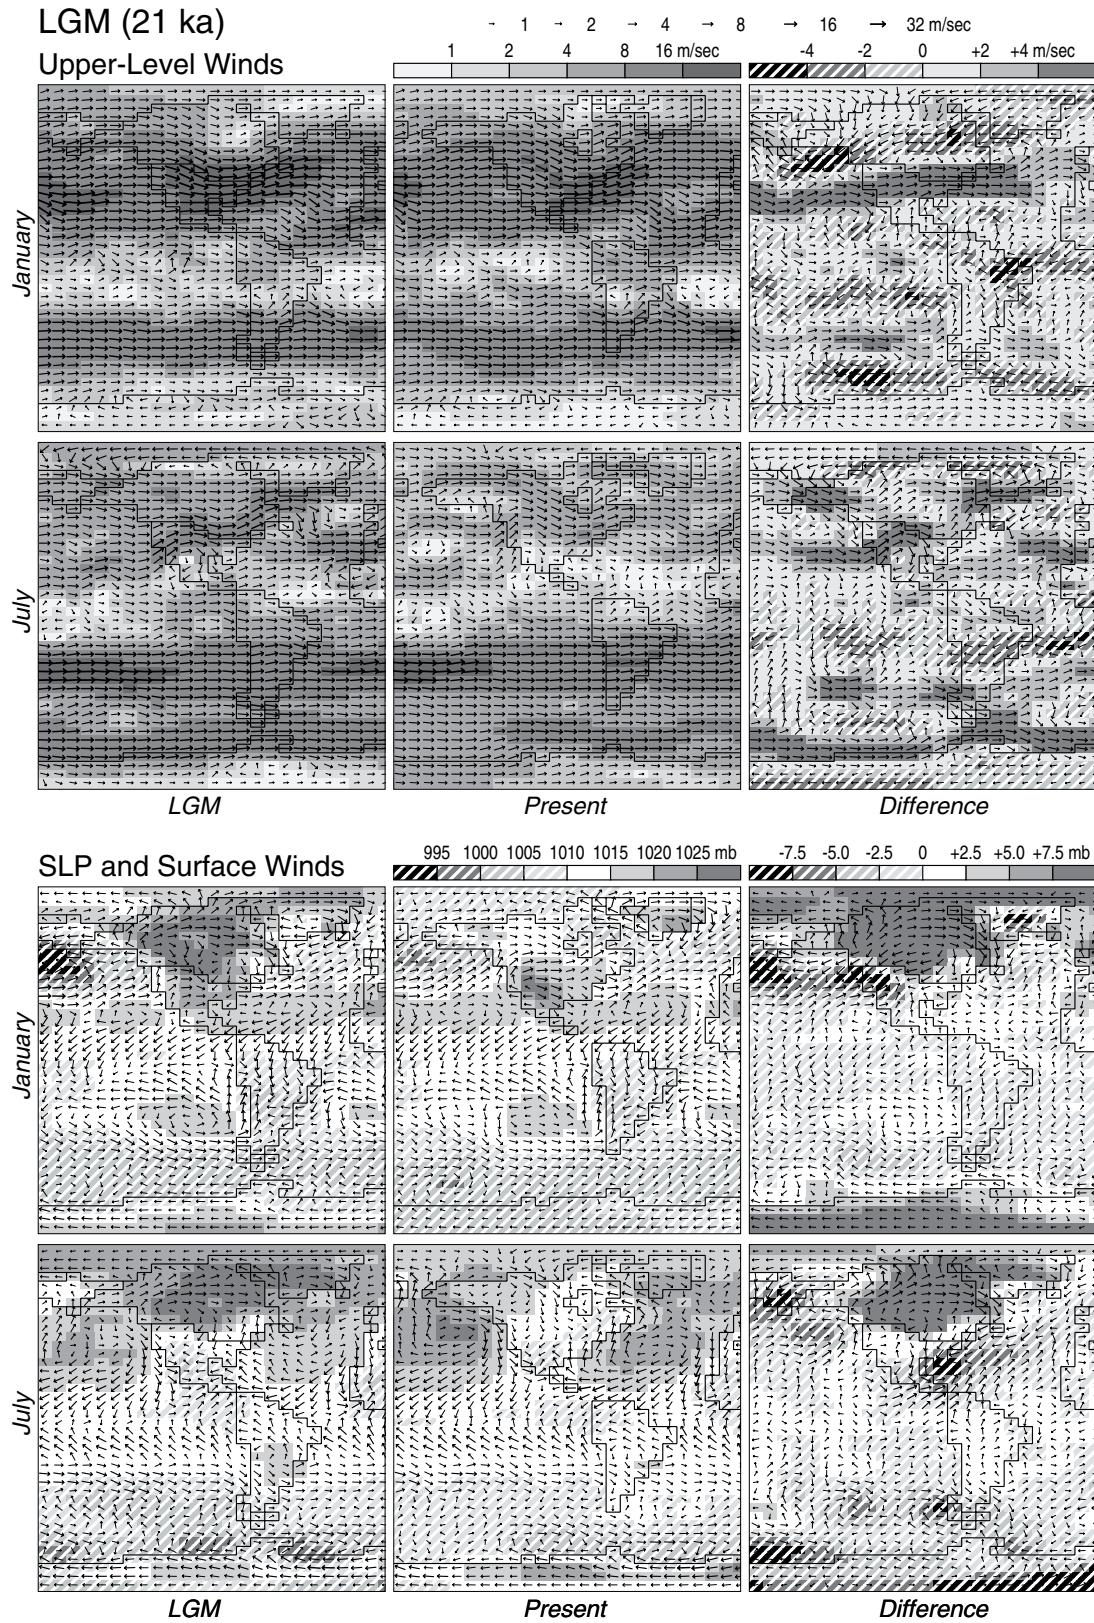 LGM (21 ka)
1 2 4 8 16 32 m/sec
Upper-Level Winds
1 2 4 8 16 m/sec
-4 -2 0 +2 +4 m/sec
January
July
LGM
Present
Difference
SLP and Surface Winds
995 1000 1005 1010 1015 1020 1025 mb
-7.5 -5.0 -2.5 0 +2.5 +5.0 +7.5 mb
January
July
LGM
Present
Difference